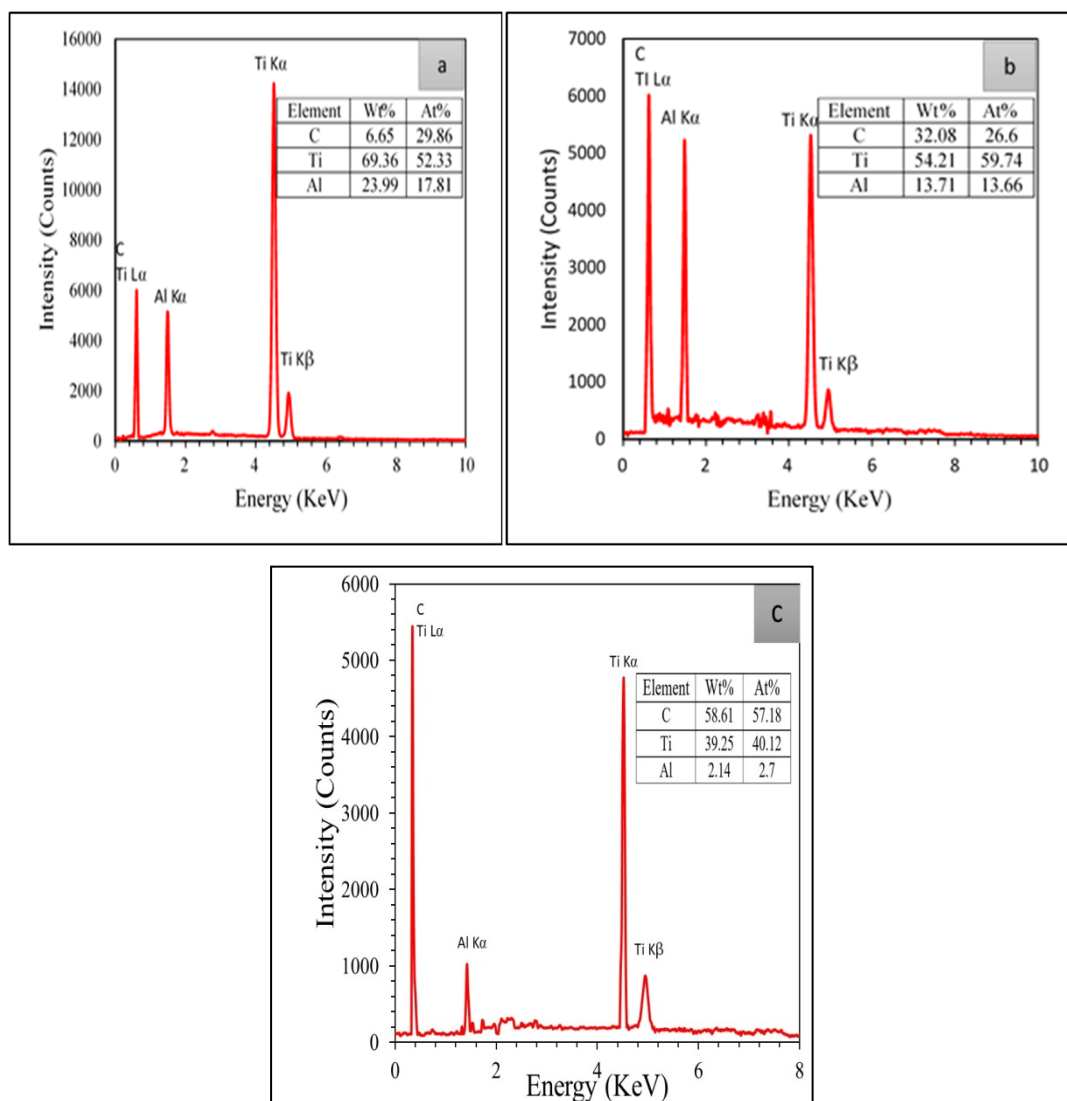 a
16000
14000
12000
10000
8000
6000
4000
2000
0
Intensity (Counts)
Ti Kα
C
Ti Lα
Al Kα
Ti Kβ
Element Wt% At%
C 6.65 29.86
Ti 69.36 52.33
Al 23.99 17.81
0 2 4 6 8 10
Energy (KeV)
b
7000
6000
5000
4000
3000
2000
1000
0
Intensity (Counts)
C
TI Lα
Al Kα
Ti Kα
Ti Kβ
Element Wt% At%
C 32.08 26.6
Ti 54.21 59.74
Al 13.71 13.66
0 2 4 6 8 10
Energy (KeV)
C
6000
5000
4000
3000
2000
1000
0
Intensity (Counts)
C
Ti Lα
Al Kα
Ti Kα
Ti Kβ
Element Wt% At%
C 58.61 57.18
Ti 39.25 40.12
Al 2.14 2.7
0 2 4 6 8
Energy (KeV)